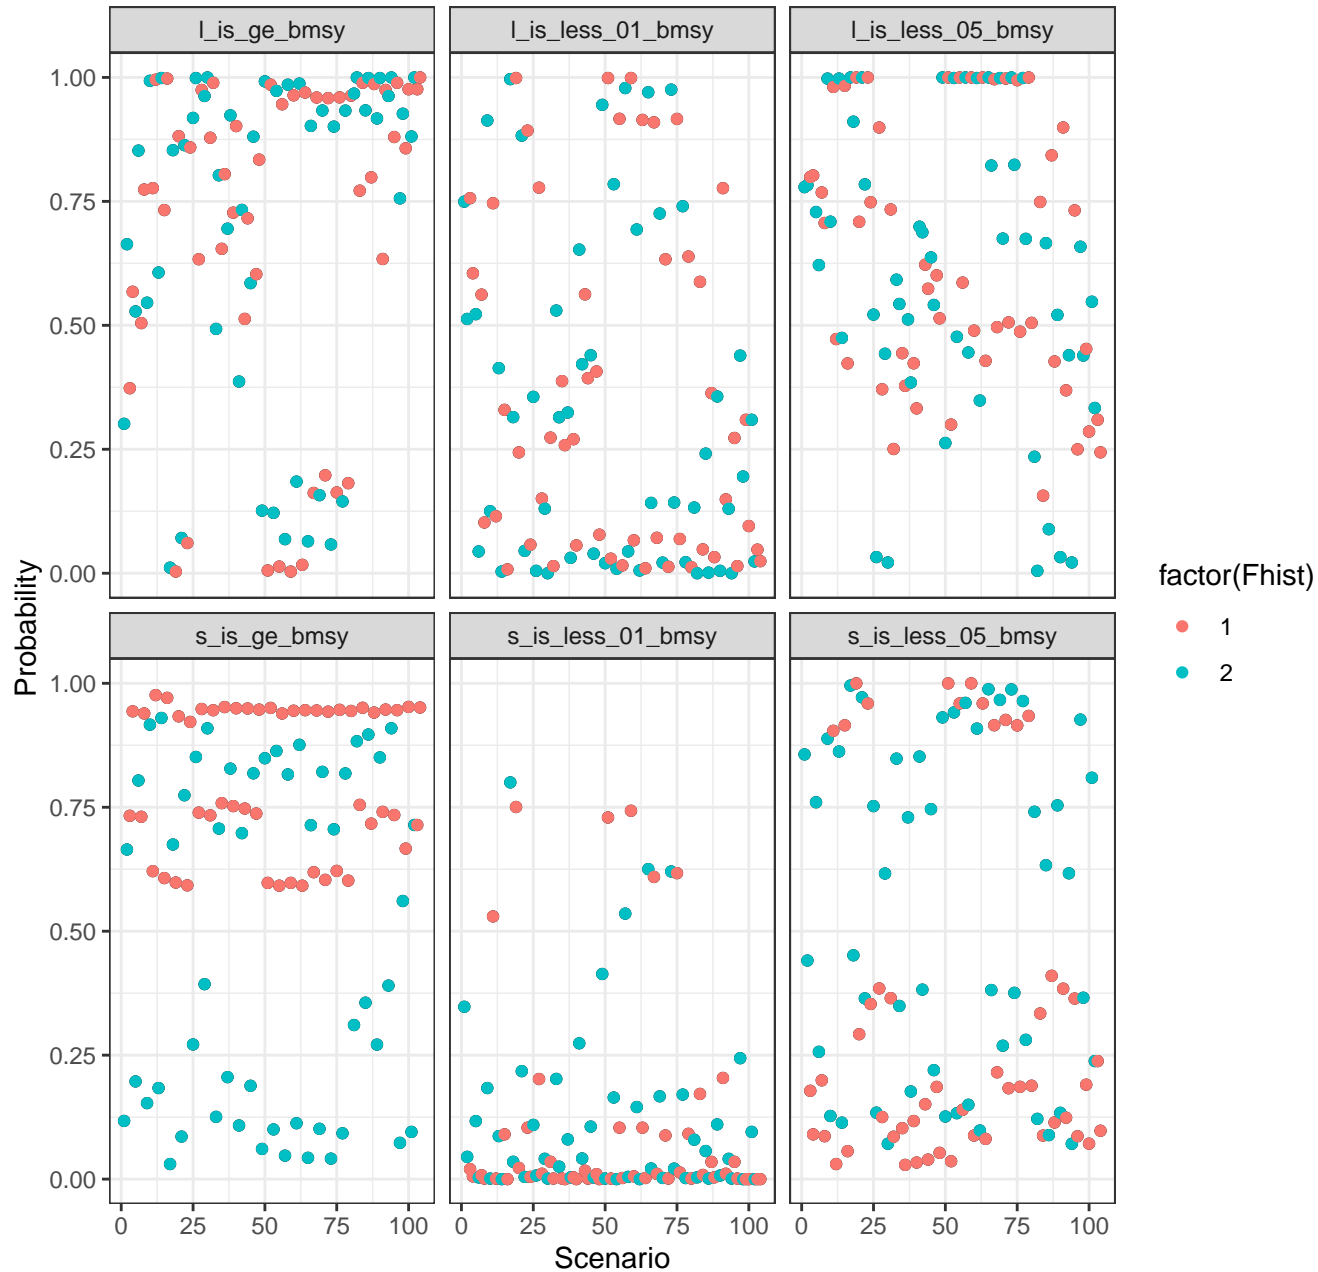 l_is_ge_bmsy l_is_less_01_bmsy l_is_less_05_bmsy
1.00
0.75
0.50
0.25
0.00
s_is_ge_bmsy s_is_less_01_bmsy s_is_less_05_bmsy
1.00
0.75
0.50
0.25
0.00
0 25 50 75 100 0 25 50 75 100 0 25 50 75 100
Scenario
Probability
factor(Fhist)
1
2